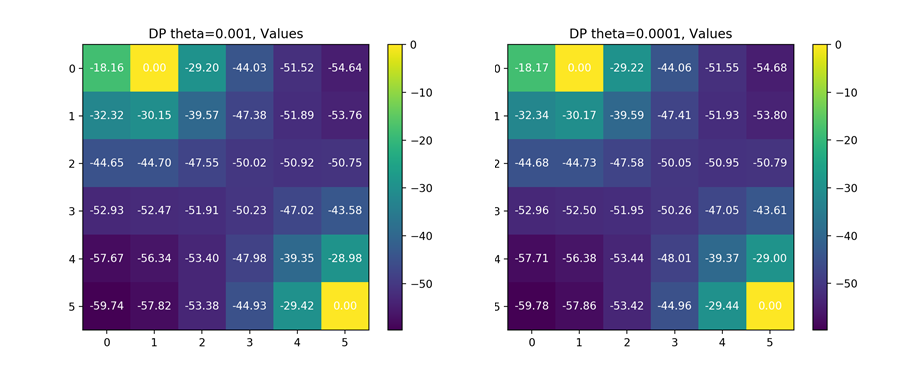 DP theta=0.001, Values
0 -18.16 0.00 -29.20 -44.03 -51.52 -54.64
1 -32.32 -30.15 -39.57 -47.38 -51.89 -53.76
2 -44.65 -44.70 -47.55 -50.02 -50.92 -50.75
3 -52.93 -52.47 -51.91 -50.23 -47.02 -43.58
4 -57.67 -56.34 -53.40 -47.98 -39.35 -28.98
5 -59.74 -57.82 -53.38 -44.93 -29.42 0.00
0 1 2 3 4 5
0
−10
−20
−30
−40
−50
DP theta=0.0001, Values
0 -18.17 0.00 -29.22 -44.06 -51.55 -54.68
1 -32.34 -30.17 -39.59 -47.41 -51.93 -53.80
2 -44.68 -44.73 -47.58 -50.05 -50.95 -50.79
3 -52.96 -52.50 -51.95 -50.26 -47.05 -43.61
4 -57.71 -56.38 -53.44 -48.01 -39.37 -29.00
5 -59.78 -57.86 -53.42 -44.96 -29.44 0.00
0 1 2 3 4 5
0
−10
−20
−30
−40
−50